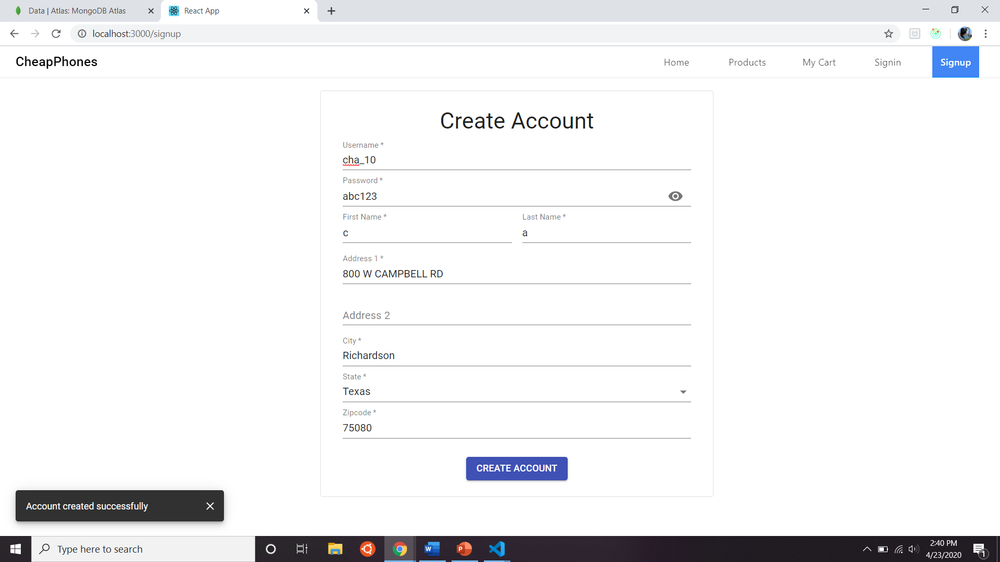 Data | Atlas: MongoDB Atlas
React App
localhost:3000/signup
CheapPhones
Home
Products
My Cart
Signin
Signup
Create Account
Username *
cha_10
Password *
abc123
First Name *
Last Name *
c
a
Address 1 *
800 W CAMPBELL RD
Address 2
City *
Richardson
State *
Texas
Zipcode *
75080
CREATE ACCOUNT
Account created successfully
Type here to search
W
P
2:40 PM
4/23/2020
1